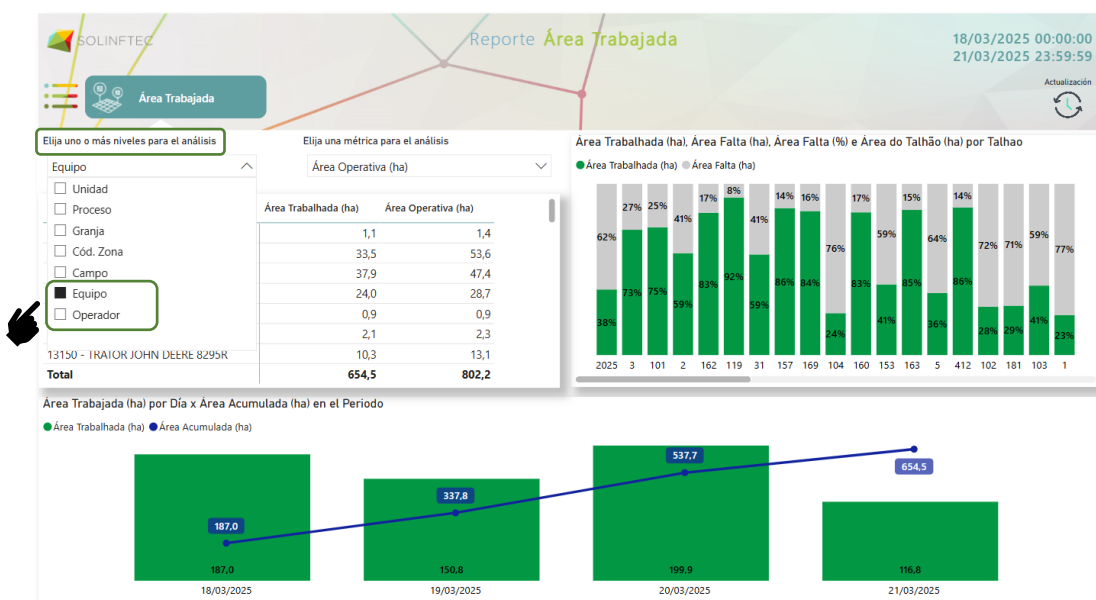 SOLINFTEC
Reporte Área Trabajada
18/03/2025 00:00:00
21/03/2025 23:59:59
Actualización
Área Trabajada
Elija uno o más niveles para el análisis
Equipo
Unidad
Proceso
Granja
Cód. Zona
Campo
Equipo
Operador
Elija una métrica para el análisis
Área Operativa (ha)
Área Trabalhada (ha) Área Operativa (ha)
1,1 1,4
33,5 53,6
37,9 47,4
24,0 28,7
0,9 0,9
2,1 2,3
13150 - TRATOR JOHN DEERE 8295R 10,3 13,1
Total 654,5 802,2
Área Trabalhada (ha), Área Falta (ha), Área Falta (%) e Área do Talhão (ha) por Talhao
Área Trabalhada (ha) Área Falta (ha)
62% 27% 25% 41% 17% 8% 41% 14% 16% 76% 17% 59% 15% 64% 14% 72% 71% 59% 77%
38% 73% 75% 59% 83% 92% 59% 86% 84% 24% 83% 41% 85% 36% 86% 28% 29% 41% 23%
2025 3 101 2 162 119 31 157 169 104 160 153 163 5 412 102 181 103 1
Área Trabajada (ha) por Día x Área Acumulada (ha) en el Periodo
Área Trabalhada (ha) Área Acumulada (ha)
187,0 337,8 537,7 654,5
187,0 150,8 199,9 116,8
18/03/2025 19/03/2025 20/03/2025 21/03/2025